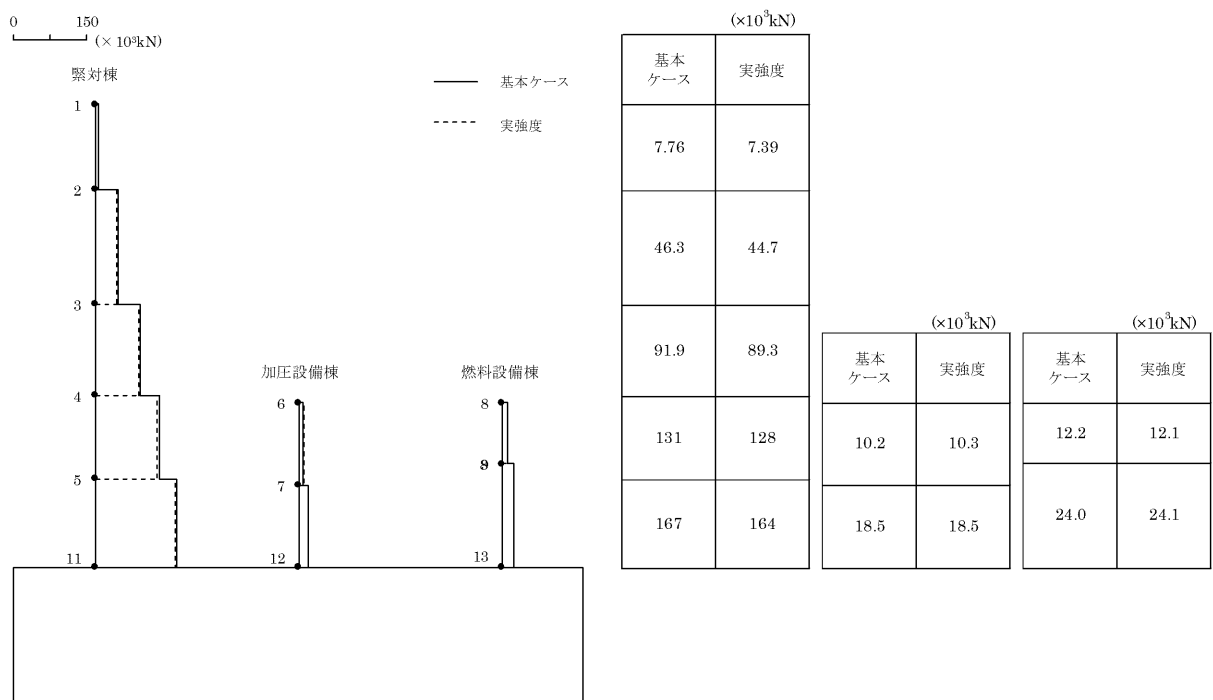 0 150
(× 10³kN)
緊対棟
基本ケース
実強度
1
2
3
4
5
11
加圧設備棟
6
7
12
燃料設備棟
8
9
13
(×10³kN)
基本
ケース
実強度
7.76 7.39
46.3 44.7
91.9 89.3
131 128
167 164
(×10³kN)
基本
ケース
実強度
10.2 10.3
18.5 18.5
(×10³kN)
基本
ケース
実強度
12.2 12.1
24.0 24.1